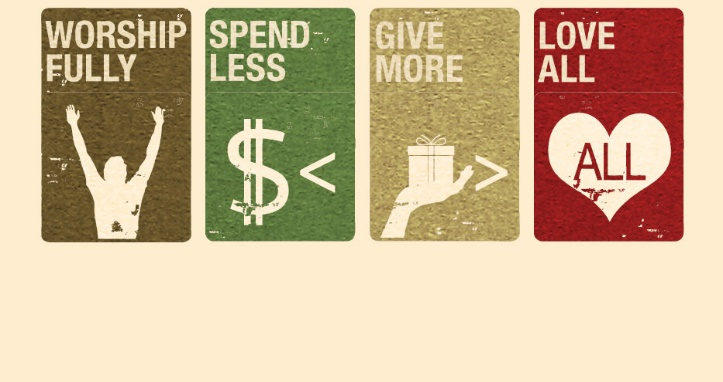 WORSHIP
FULLY
SPEND
LESS
$ <
GIVE
MORE
>
LOVE
ALL
ALL